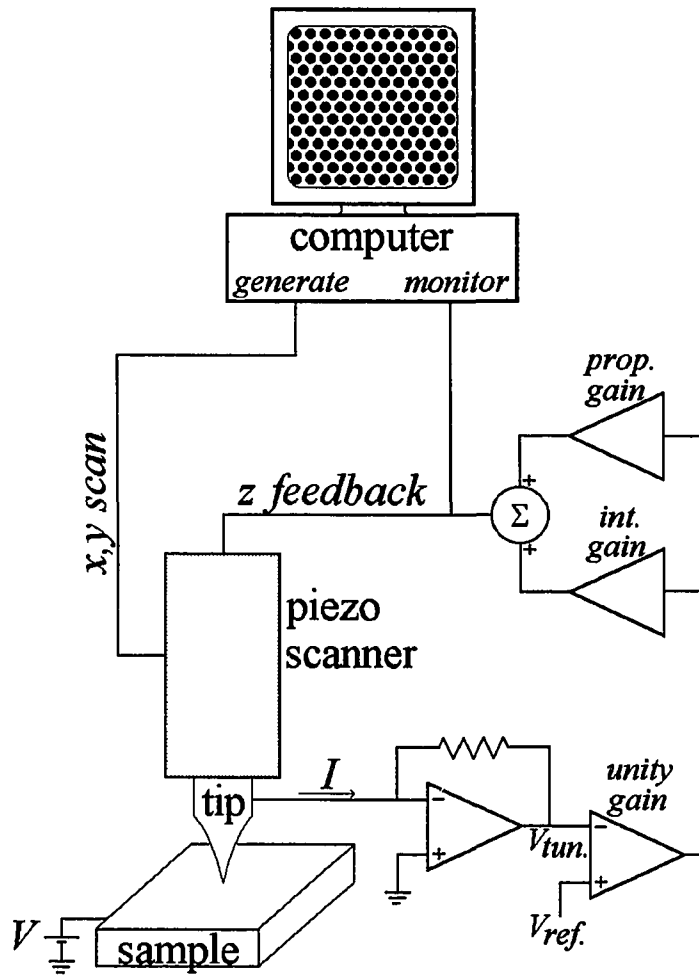 computer
generate monitor
prop.
gain
x,y scan
z feedback
+
Σ
+
int.
gain
piezo
scanner
tip
I
−
+
V_tun.
unity
gain
−
+
V_ref.
V
sample